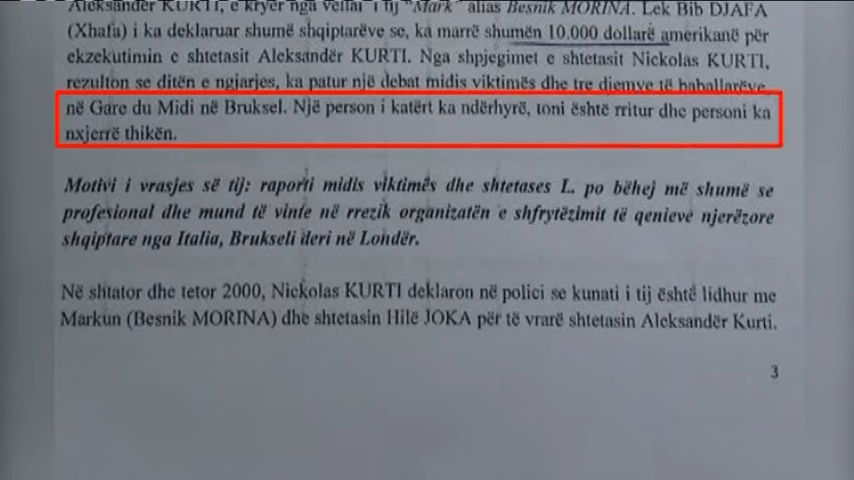 Aleksandër KURTI, e kryer nga vëllai i tij "Mark" alias Besnik MORINA. Lek Bib DJAFA
(Xhafa) i ka deklaruar shumë shqiptarëve se, ka marrë shumën 10.000 dollarë amerikanë për
ekzekutimin e shtetasit Aleksandër KURTI. Nga shpjegimet e shtetasit Nickolas KURTI,
rezulton se ditën e ngjarjes, ka patur një debat midis viktimës dhe tre djemve të baballarëve,
në Gare du Midi në Bruksel. Një person i katërt ka ndërhyrë, toni është rritur dhe personi ka
nxjerrë thikën.
Motivi i vrasjes së tij: raporti midis viktimës dhe shtetases L. po bëhej më shumë se
profesional dhe mund të vinte në rrezik organizatën e shfrytëzimit të qenieve njerëzore
shqiptare nga Italia, Brukseli deri në Londër.
Në shtator dhe tetor 2000, Nickolas KURTI deklaron në polici se kunati i tij është lidhur me
Markun (Besnik MORINA) dhe shtetasin Hilë JOKA për të vrarë shtetasin Aleksandër Kurti.
3